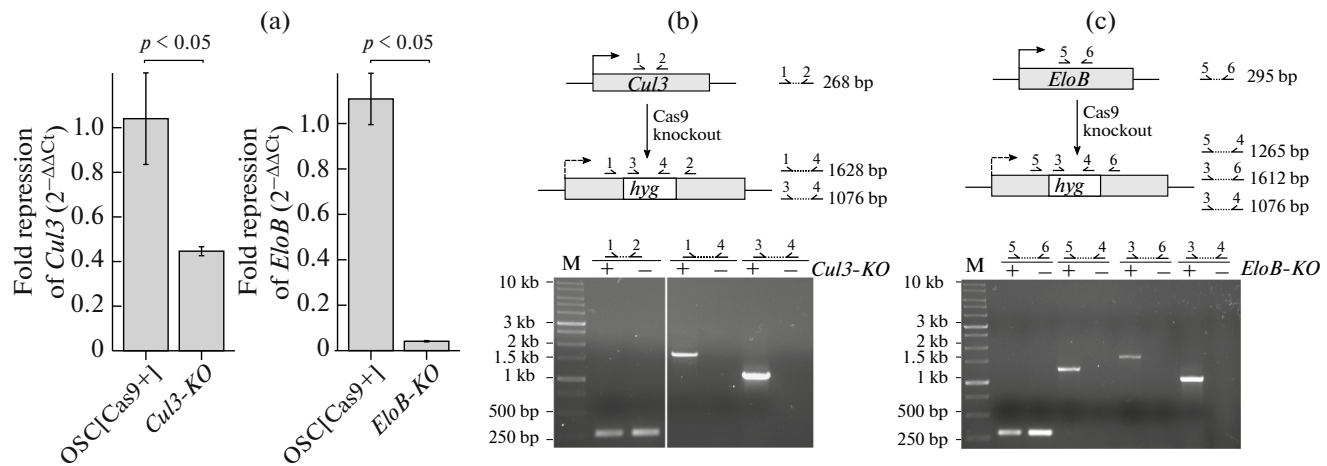 (a)
p < 0.05
p < 0.05
Fold repression
of Cul3 (2−ΔΔCt)
1.0
0.8
0.6
0.4
0.2
0
OSC[Cas9+]
Cul3-KO
Fold repression
of EloB (2−ΔΔCt)
1.0
0.8
0.6
0.4
0.2
0
OSC[Cas9+]
EloB-KO
(b)
1 2
Cul3
1 2 268 bp
Cas9
knockout
1 3 4 2
hyg
1 4 1628 bp
3 4 1076 bp
M 1 2 1 4 3 4
+ − + − + − Cul3-KO
10 kb
3 kb
2 kb
1.5 kb
1 kb
500 bp
250 bp
(c)
5 6
EloB
5 6 295 bp
Cas9
knockout
5 3 4 6
hyg
5 4 1265 bp
3 6 1612 bp
3 4 1076 bp
M 5 6 5 4 3 6 3 4
+ − + − + − + − EloB-KO
10 kb
3 kb
2 kb
1.5 kb
1 kb
500 bp
250 bp